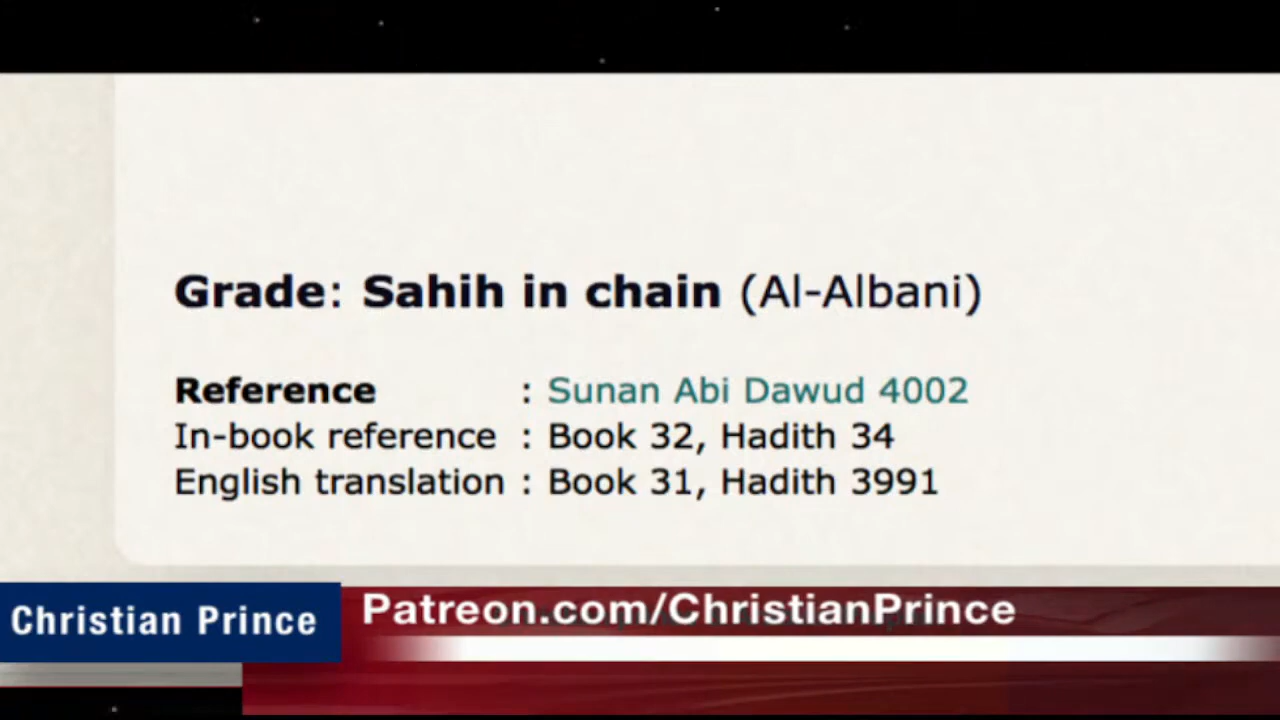 Grade: Sahih in chain (Al-Albani)
Reference : Sunan Abi Dawud 4002
In-book reference : Book 32, Hadith 34
English translation : Book 31, Hadith 3991
Christian Prince
Patreon.com/ChristianPrince